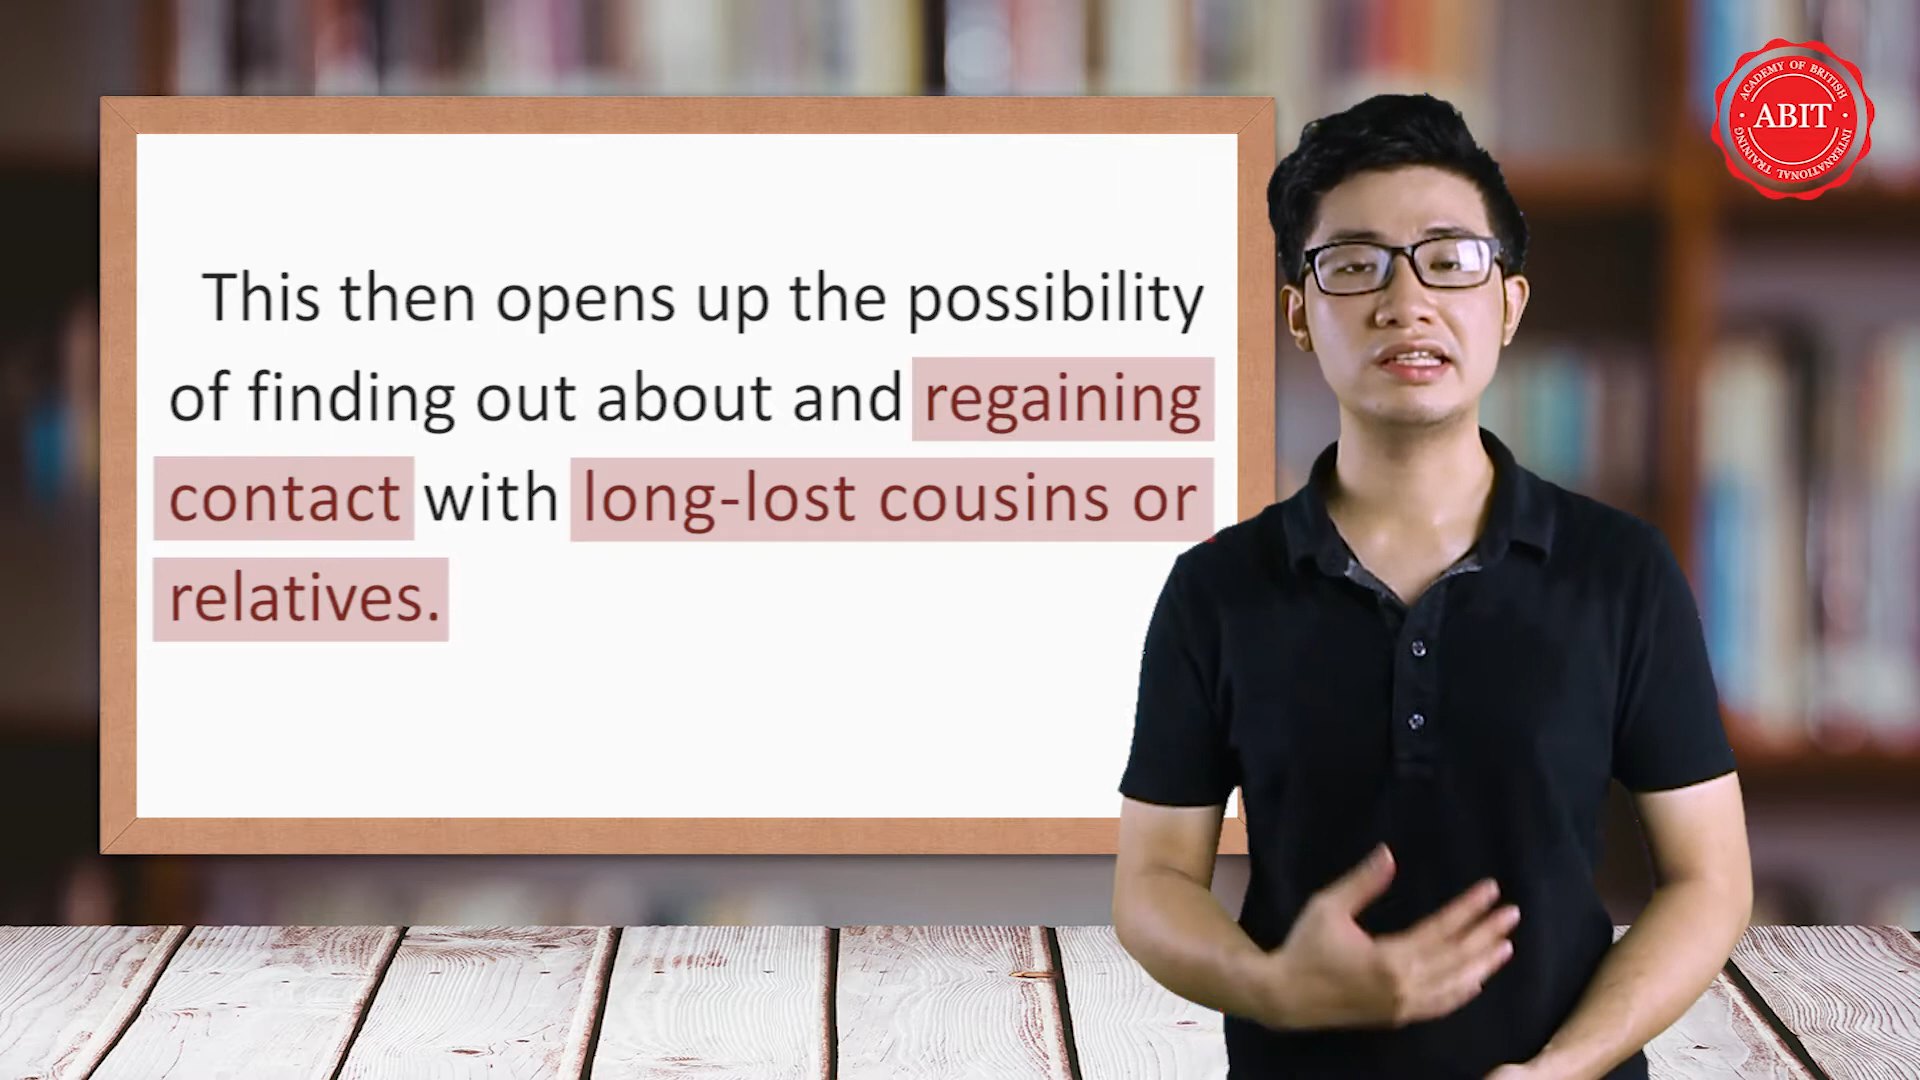 This then opens up the possibility
of finding out about and regaining
contact with long-lost cousins or
relatives.
ACADEMY OF BRITISH
ABIT
INTERNATIONAL TRAINING